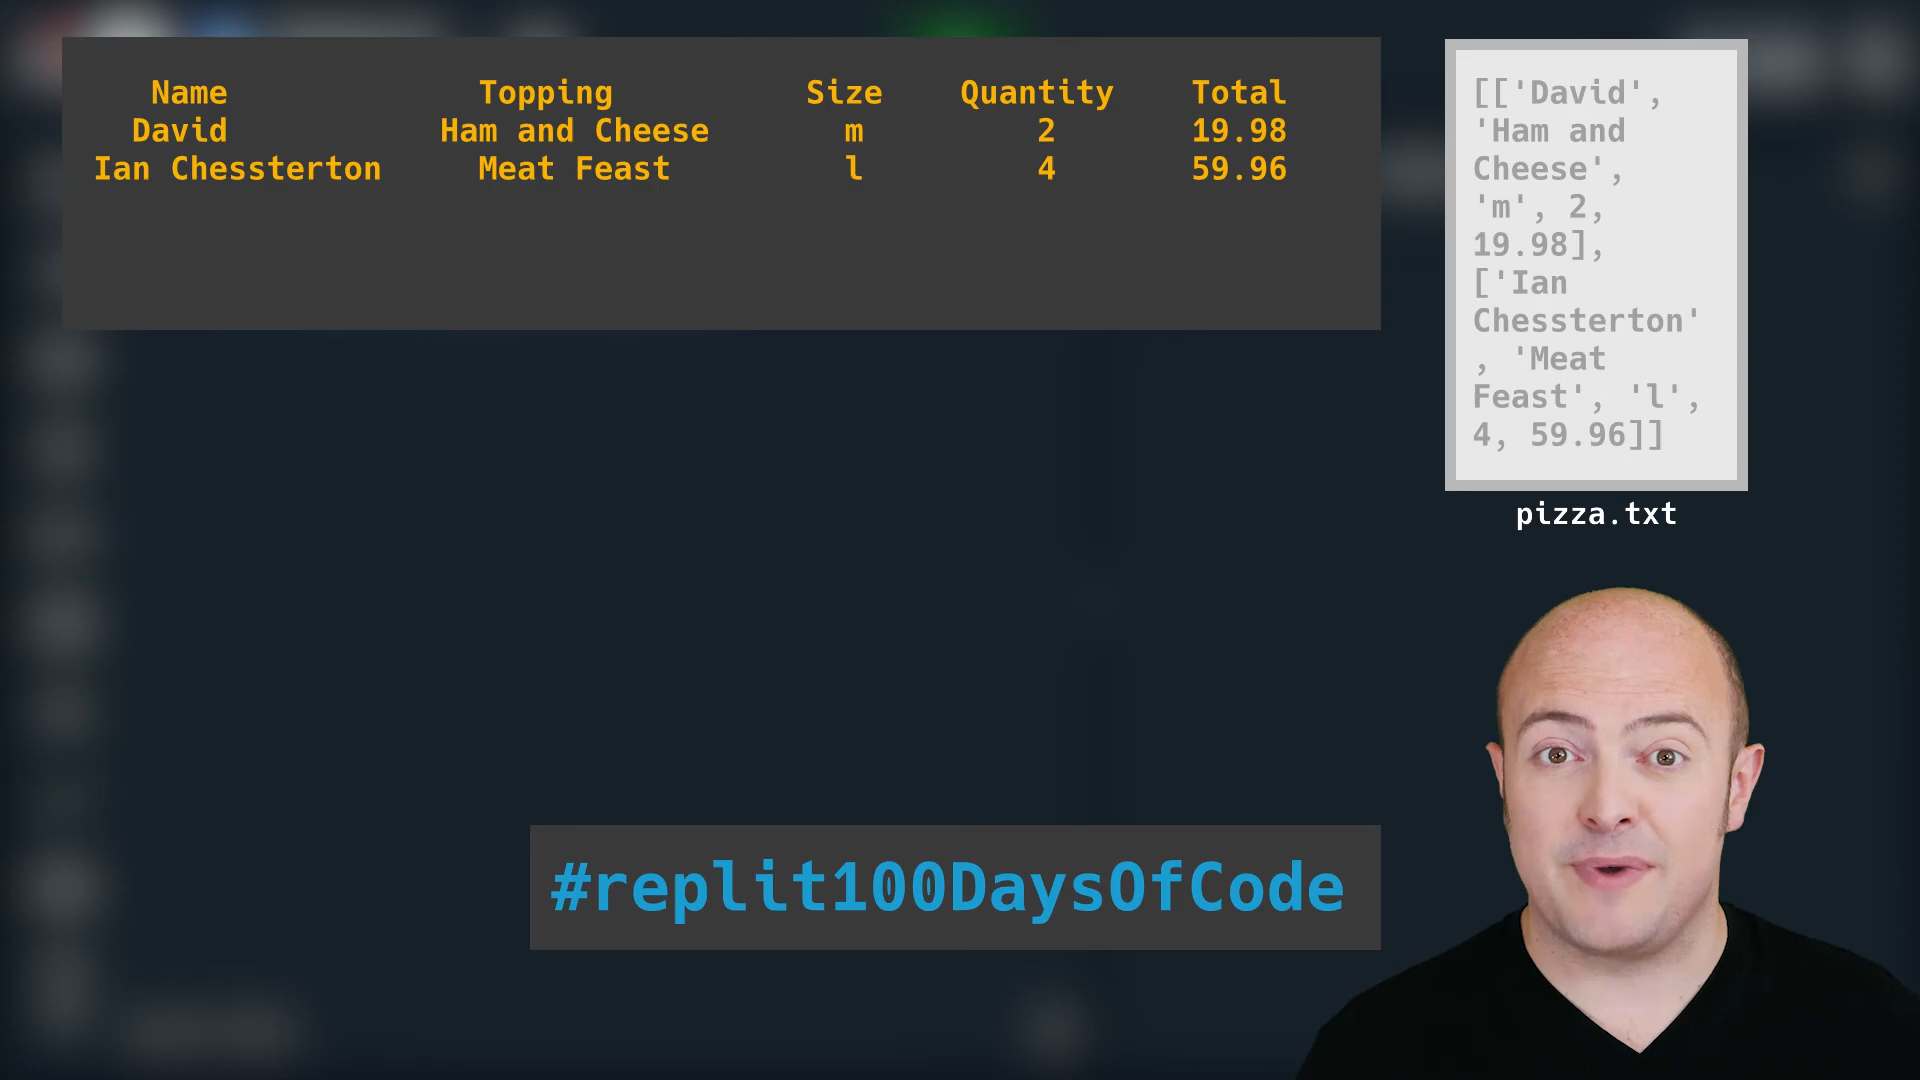 Name Topping Size Quantity Total
David Ham and Cheese m 2 19.98
Ian Chessterton Meat Feast l 4 59.96
[['David',
'Ham and
Cheese',
'm', 2,
19.98],
['Ian
Chessterton'
, 'Meat
Feast', 'l',
4, 59.96]]
pizza.txt
#replit100DaysOfCode